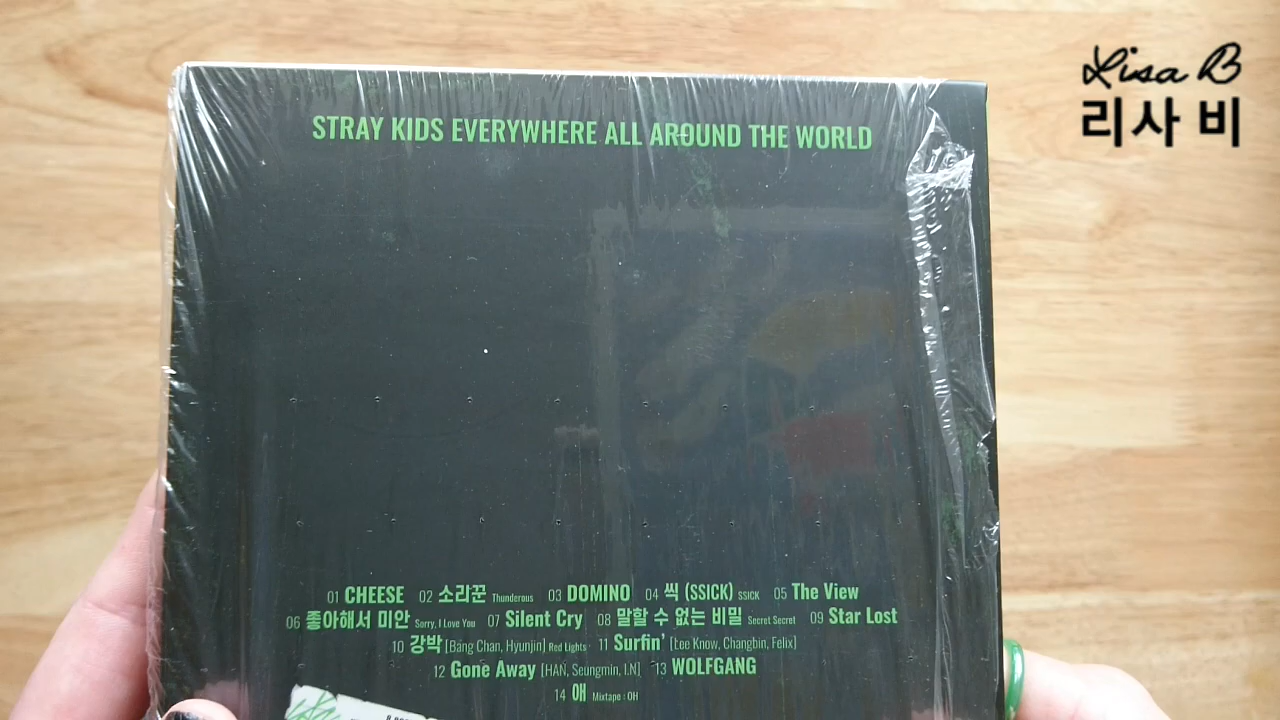 Lisa B
리사 비
STRAY KIDS EVERYWHERE ALL AROUND THE WORLD
01 CHEESE 02 소리꾼 Thunderous 03 DOMINO 04 씩 (SSICK) SSICK 05 The View
06 좋아해서 미안 Sorry, I Love You 07 Silent Cry 08 말할 수 없는 비밀 Secret Secret 09 Star Lost
10 강박 [Bang Chan, Hyunjin] Red Lights 11 Surfin' [Lee Know, Changbin, Felix]
12 Gone Away [HAN, Seungmin, I.N] 13 WOLFGANG
14 애 Mixtape : OH